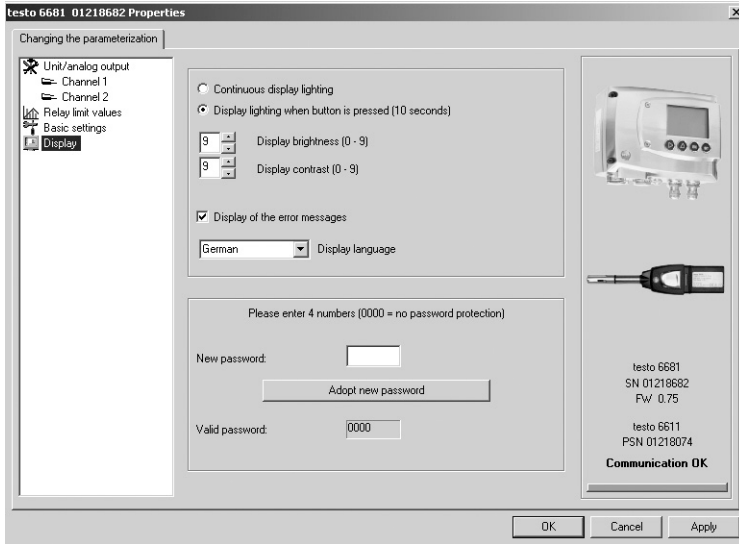 testo 6681 01218682 Properties
Changing the parameterization
Unit/analog output
Channel 1
Channel 2
Relay limit values
Basic settings
Display
Continuous display lighting
Display lighting when button is pressed (10 seconds)
9 Display brightness (0 - 9)
9 Display contrast (0 - 9)
Display of the error messages
German Display language
Please enter 4 numbers (0000 = no password protection)
New password:
Adopt new password
Valid password: 0000
testo 6681
SN 01218682
FW 0.75
testo 6611
PSN 01218074
Communication OK
OK Cancel Apply